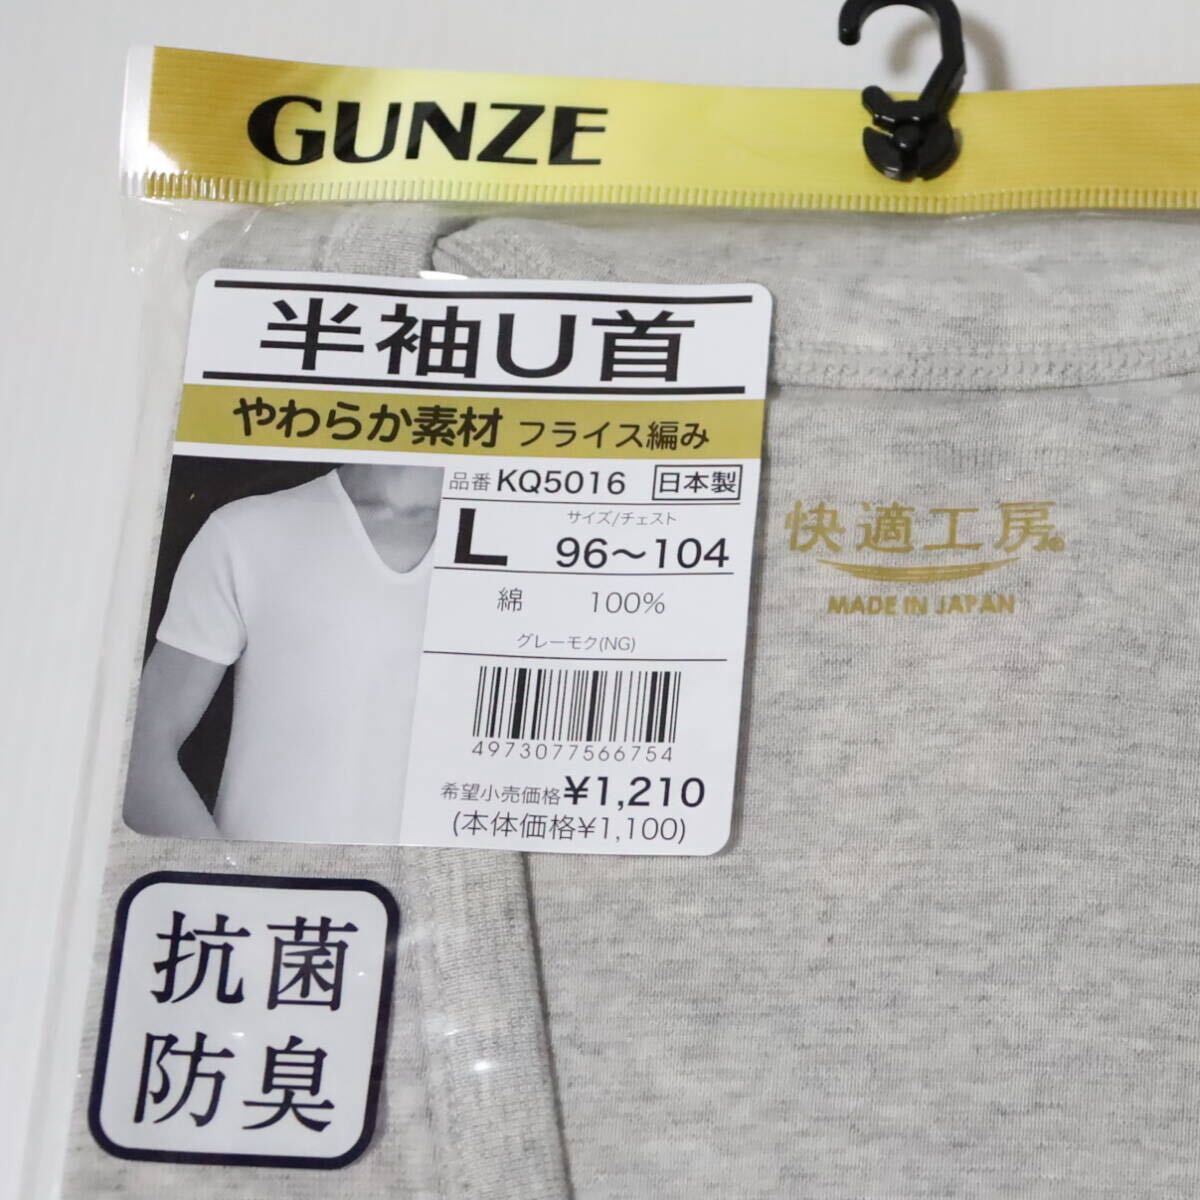 GUNZE
半袖U首
やわらか素材 フライス編み
品番 KQ5016 日本製
サイズ/チェスト
L 96～104
綿 100%
グレーモク(NG)
4973077566754
希望小売価格¥1,210
(本体価格¥1,100)
快適工房®
MADE IN JAPAN
抗菌
防臭